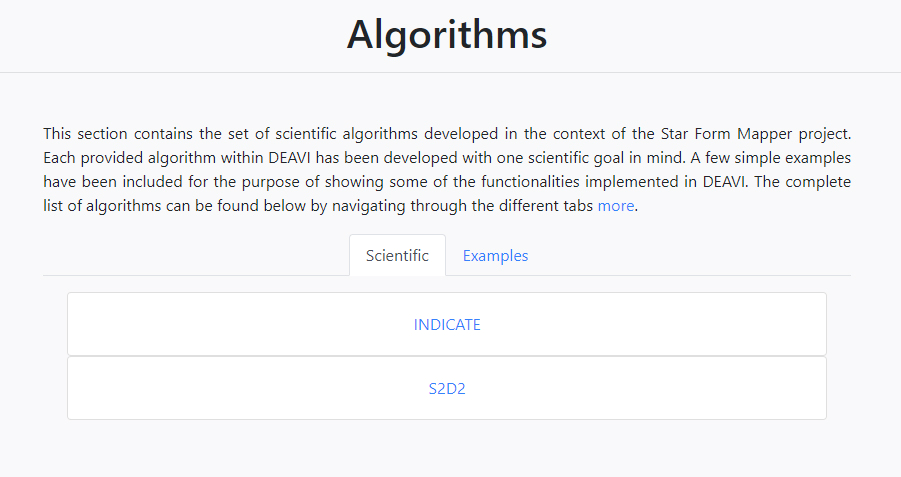 Algorithms
This section contains the set of scientific algorithms developed in the context of the Star Form Mapper project.
Each provided algorithm within DEAVI has been developed with one scientific goal in mind. A few simple examples
have been included for the purpose of showing some of the functionalities implemented in DEAVI. The complete
list of algorithms can be found below by navigating through the different tabs more.
Scientific Examples
INDICATE
S2D2